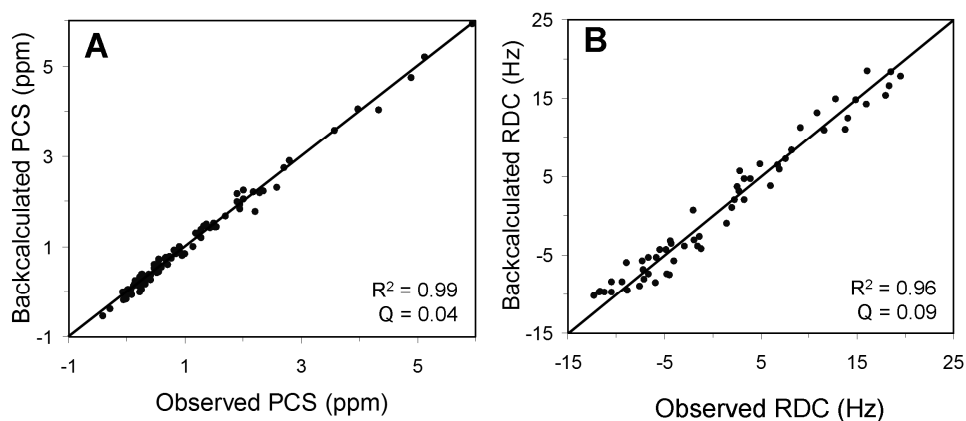 A
Backcalculated PCS (ppm)
5
3
1
-1
R² = 0.99
Q = 0.04
-1
1
3
5
Observed PCS (ppm)
B
Backcalculated RDC (Hz)
25
15
5
-5
-15
R² = 0.96
Q = 0.09
-15
-5
5
15
25
Observed RDC (Hz)